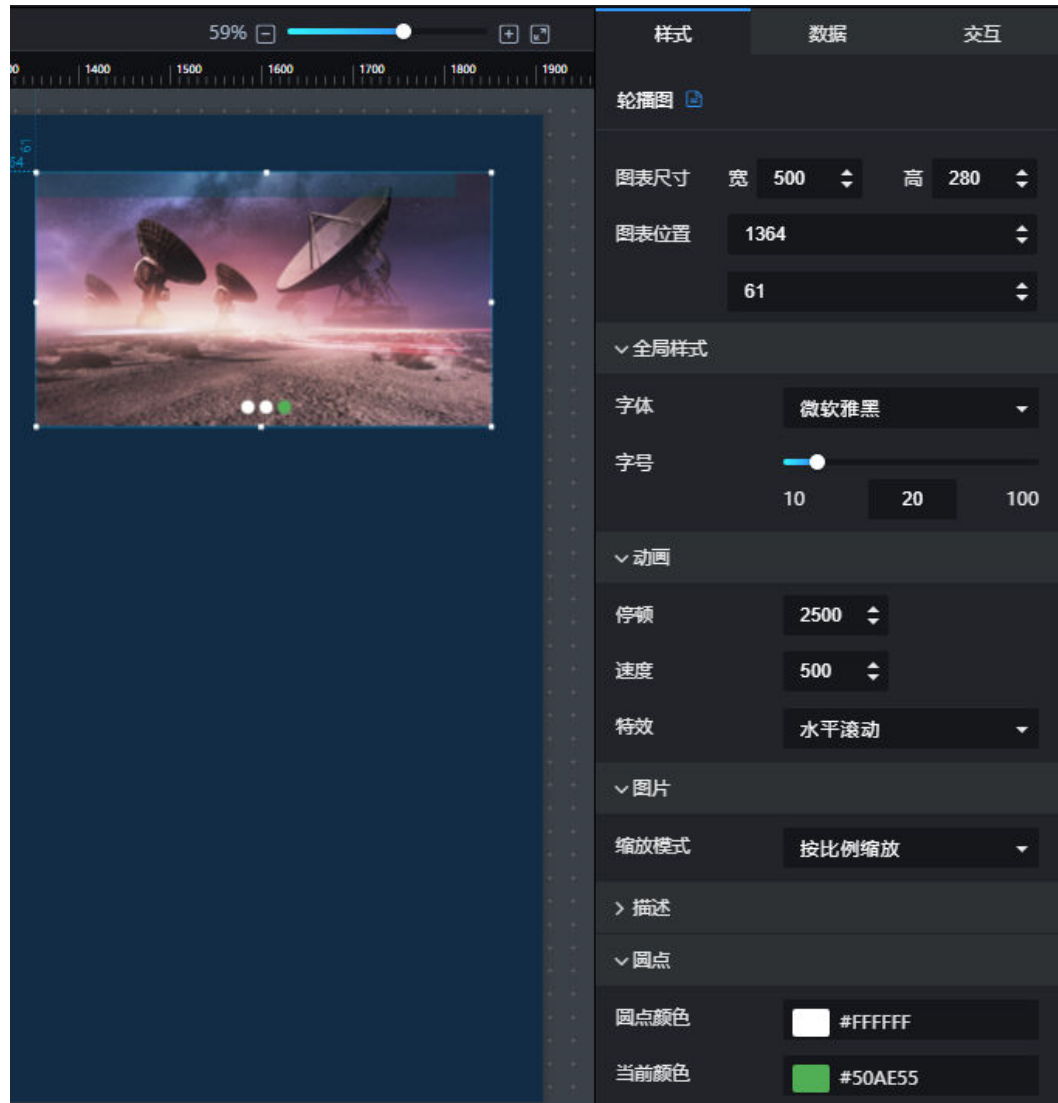 59%
样式 数据 交互
1400 1500 1600 1700 1800 1900
轮播图
61
图表尺寸 宽 500 高 280
图表位置 1364
61
全局样式
字体 微软雅黑
字号
10 20 100
动画
停顿 2500
速度 500
特效 水平滚动
图片
缩放模式 按比例缩放
描述
圆点
圆点颜色 #FFFFFF
当前颜色 #50AE55